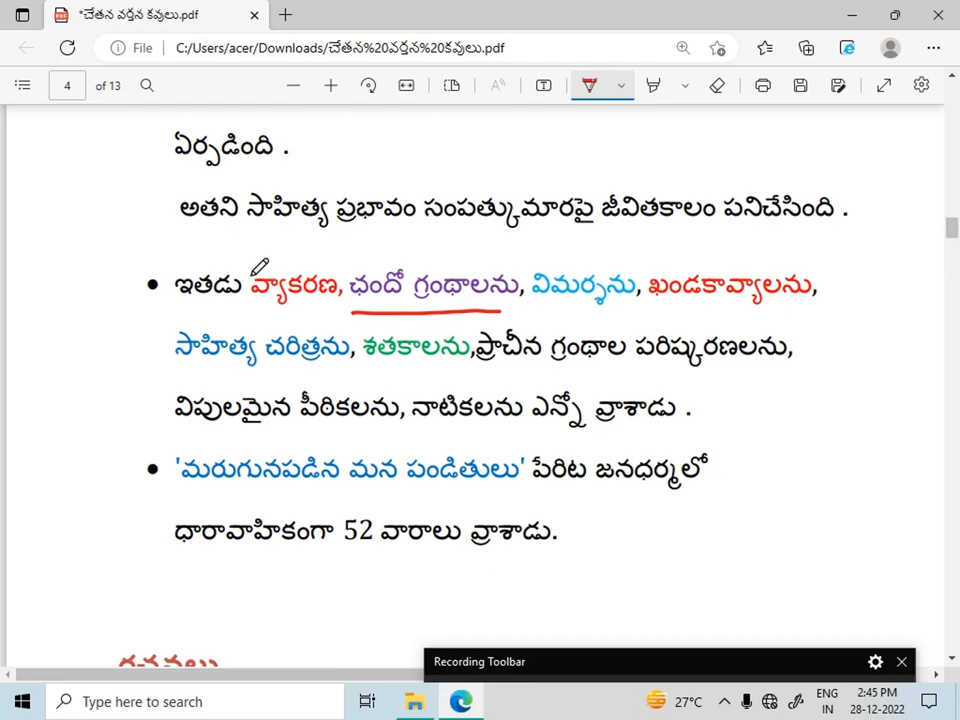 *చేతన వర్తన కవులు.pdf
File C:/Users/acer/Downloads/చేతన%20వర్తన%20కవులు.pdf
4 of 13
ఏర్పడింది .
అతని సాహిత్య ప్రభావం సంపత్కుమారపై జీవితకాలం పనిచేసింది .
• ఇతడు వ్యాకరణ, ఛందో గ్రంథాలను, విమర్శను, ఖండకావ్యాలను,
సాహిత్య చరిత్రను, శతకాలను,ప్రాచీన గ్రంథాల పరిష్కరణలను,
విపులమైన పీఠికలను, నాటికలను ఎన్నో వ్రాశాడు .
• 'మరుగునపడిన మన పండితులు' పేరిట జనధర్మలో
ధారావాహికంగా 52 వారాలు వ్రాశాడు.
రచనలు
Recording Toolbar
Type here to search
27°C
ENG
IN
2:45 PM
28-12-2022